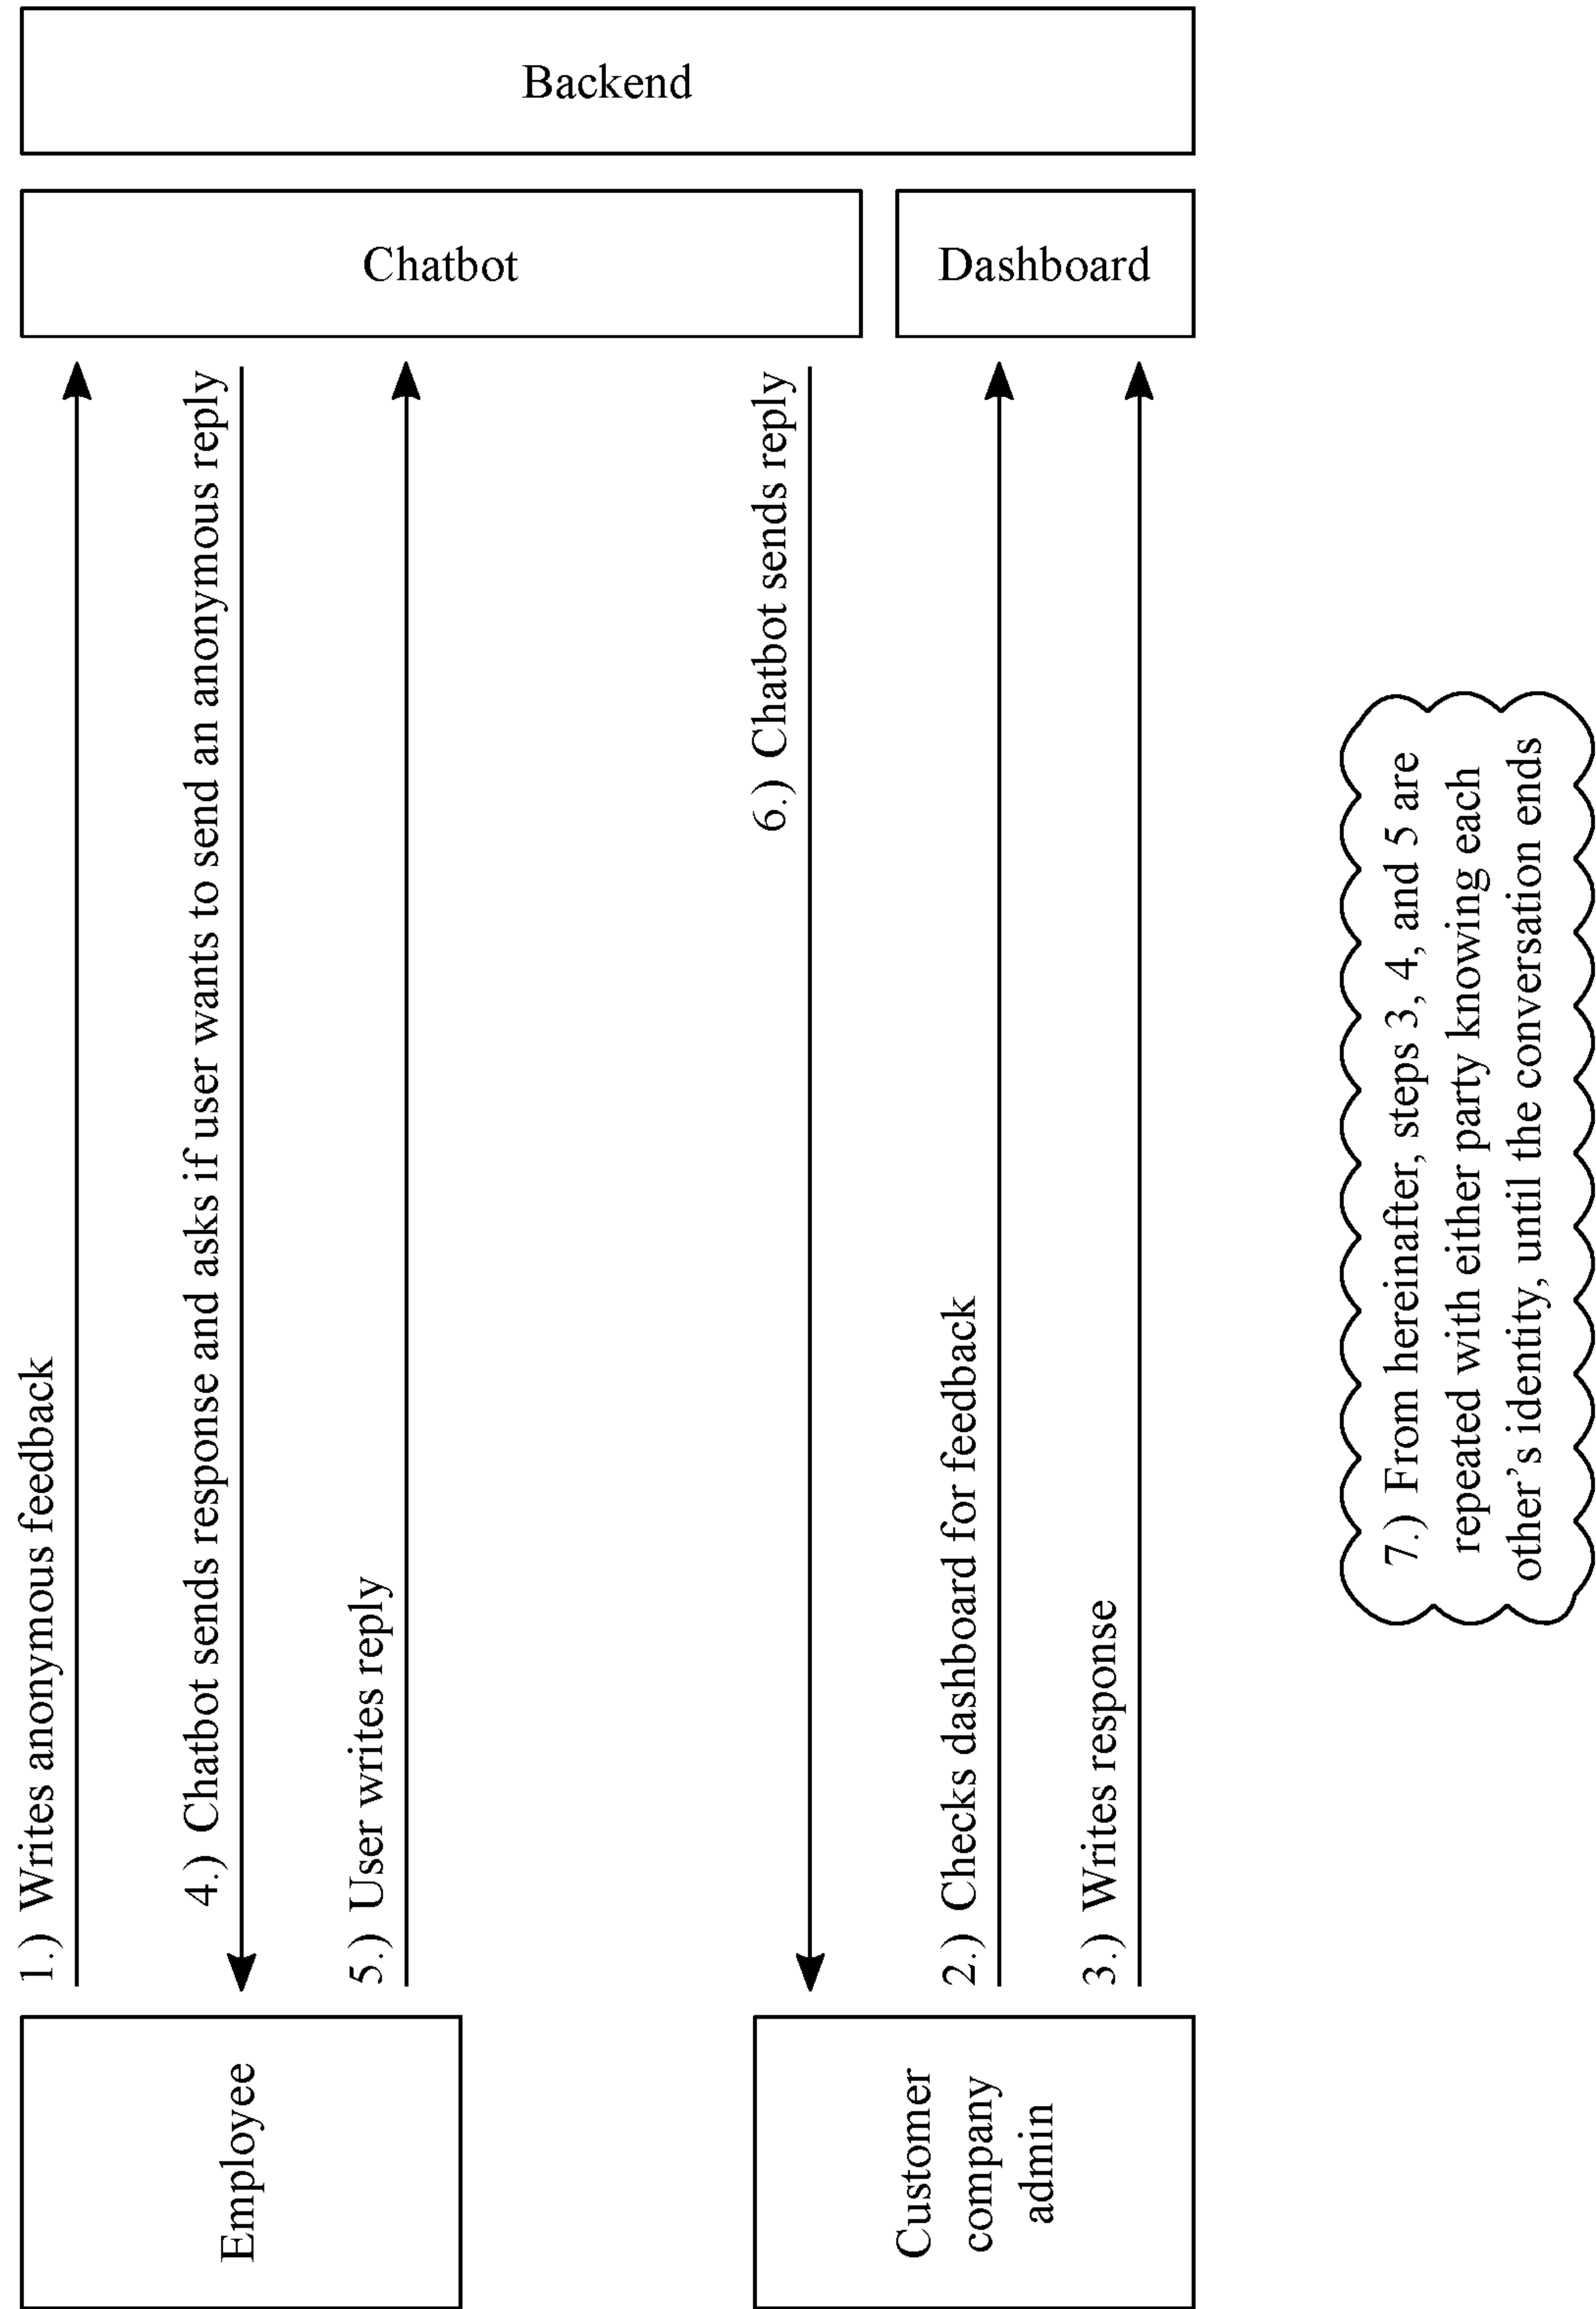 Backend
Chatbot
Dashboard
1.) Writes anonymous feedback
4.) Chatbot sends response and asks if user wants to send an anonymous reply
5.) User writes reply
6.) Chatbot sends reply
2.) Checks dashboard for feedback
3.) Writes response
Employee
Customer
company
admin
7.) From hereinafter, steps 3, 4, and 5 are
repeated with either party knowing each
other’s identity, until the conversation ends